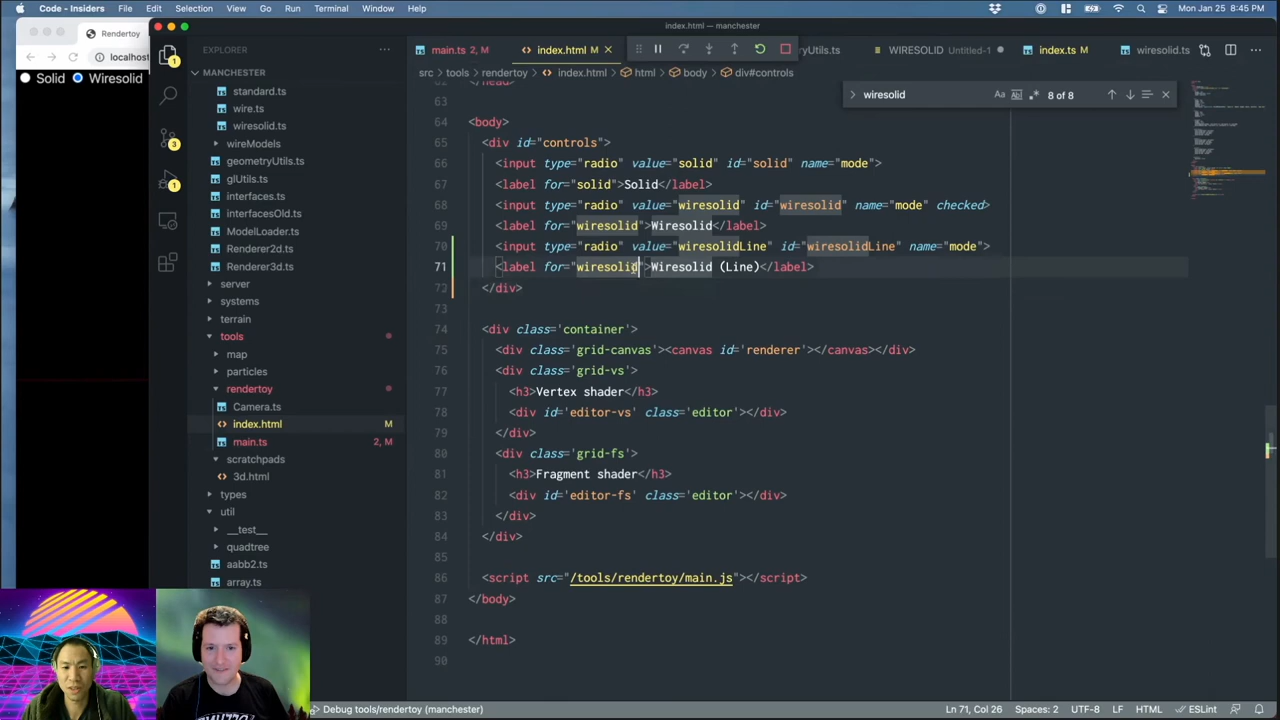 Code - Insiders File Edit Selection View Go Run Terminal Window Help Mon Jan 25 8:45 PM
index.html — manchester
Rendertoy
localhost
Solid Wiresolid
EXPLORER
MANCHESTER
standard.ts
wire.ts
wiresolid.ts
wireModels
geometryUtils.ts
glUtils.ts
interfaces.ts
interfacesOld.ts
ModelLoader.ts
Renderer2d.ts
Renderer3d.ts
server
systems
terrain
tools
map
particles
rendertoy
Camera.ts
index.html M
main.ts 2, M
scratchpads
3d.html
types
util
__test__
quadtree
aabb2.ts
array.ts
main.ts 2, M index.html M ryUtils.ts WIRESOLID Untitled-1 index.ts M wiresolid.ts
src › tools › rendertoy › index.html › html › body › div#controls
wiresolid Aa 8 of 8
63
64 <body>
65 <div id="controls">
66 <input type="radio" value="solid" id="solid" name="mode">
67 <label for="solid">Solid</label>
68 <input type="radio" value="wiresolid" id="wiresolid" name="mode" checked>
69 <label for="wiresolid">Wiresolid</label>
70 <input type="radio" value="wiresolidLine" id="wiresolidLine" name="mode">
71 <label for="wiresolid">Wiresolid (Line)</label>
72 </div>
73
74 <div class='container'>
75 <div class='grid-canvas'><canvas id='renderer'></canvas></div>
76 <div class='grid-vs'>
77 <h3>Vertex shader</h3>
78 <div id='editor-vs' class='editor'></div>
79 </div>
80 <div class='grid-fs'>
81 <h3>Fragment shader</h3>
82 <div id='editor-fs' class='editor'></div>
83 </div>
84 </div>
85
86 <script src="/tools/rendertoy/main.js"></script>
87 </body>
88
89 </html>
90
Debug tools/rendertoy (manchester) Ln 71, Col 26 Spaces: 2 UTF-8 LF HTML ESLint